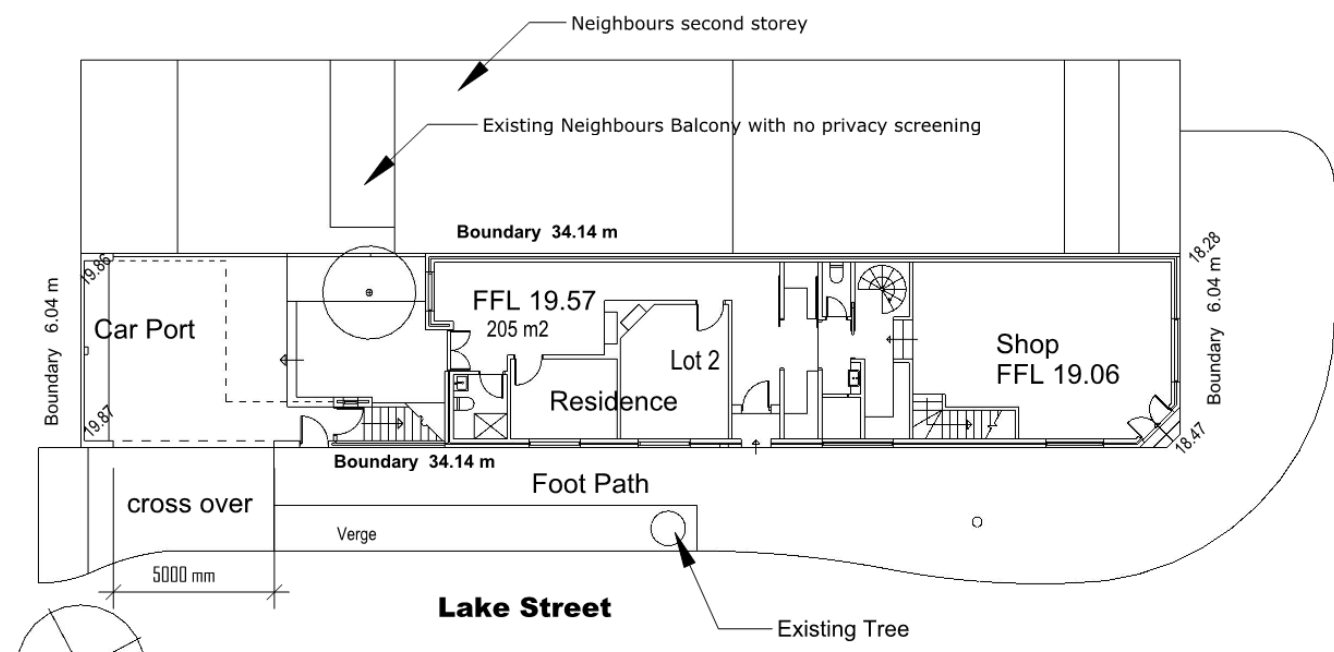 Neighbours second storey
Existing Neighbours Balcony with no privacy screening
Boundary 34.14 m
19.86
18.28
Boundary 6.04 m
Car Port
FFL 19.57
205 m2
Lot 2
Residence
Shop
FFL 19.06
Boundary 6.04 m
19.87
18.47
Boundary 34.14 m
Foot Path
cross over
Verge
5000 mm
Lake Street
Existing Tree